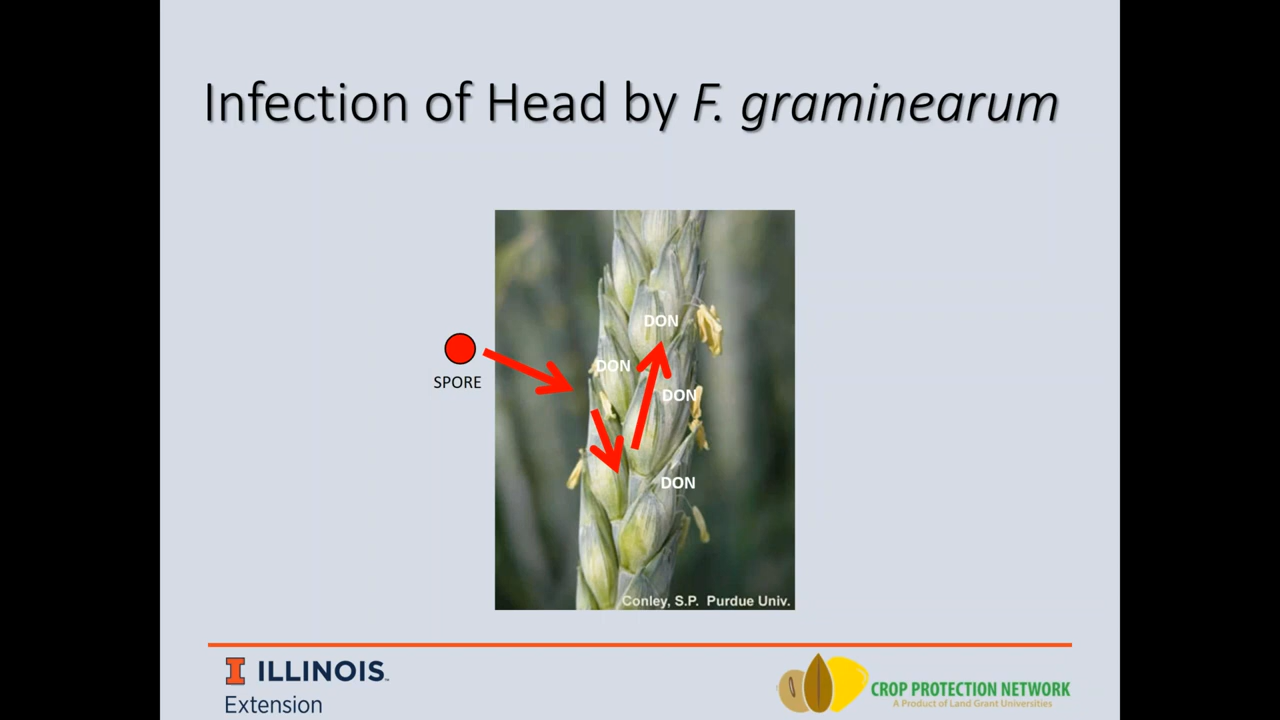 Infection of Head by F. graminearum
DON
DON
SPORE
DON
DON
Conley, S.P. Purdue Univ.
I ILLINOIS
Extension
CROP PROTECTION NETWORK
A Product of Land Grant Universities